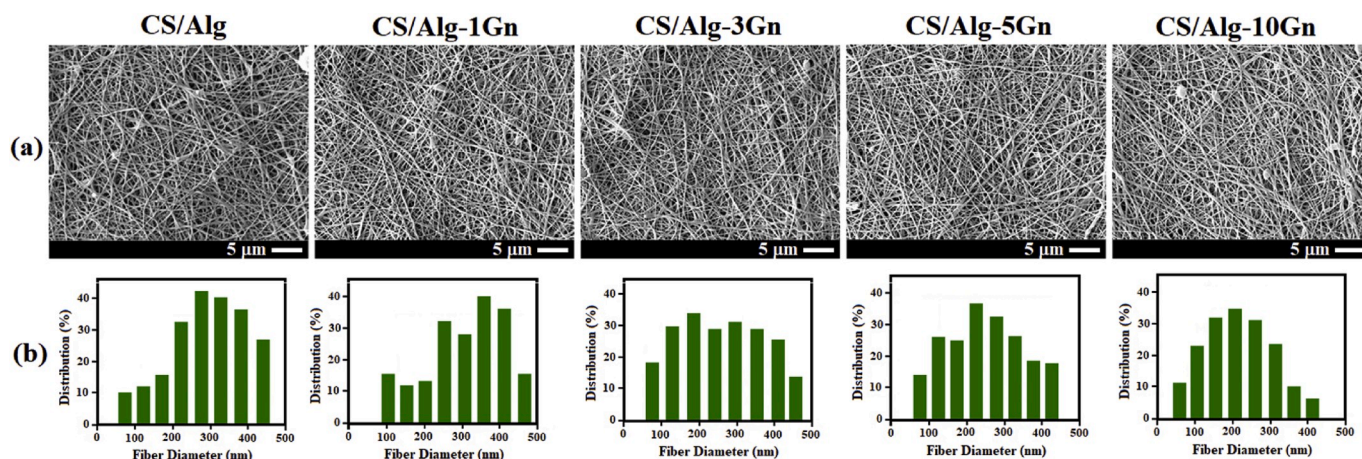 CS/Alg CS/Alg-1Gn CS/Alg-3Gn CS/Alg-5Gn CS/Alg-10Gn
(a)
5 µm 5 µm 5 µm 5 µm 5 µm
(b)
Distribution (%)
40
30
20
10
0
0 100 200 300 400 500
Fiber Diameter (nm)
Distribution (%)
40
30
20
10
0
0 100 200 300 400 500
Fiber Diameter (nm)
Distribution (%)
40
30
20
10
0
0 100 200 300 400 500
Fiber Diameter (nm)
Distribution (%)
40
30
20
10
0
0 100 200 300 400 500
Fiber Diameter (nm)
Distribution (%)
40
30
20
10
0
0 100 200 300 400 500
Fiber Diameter (nm)